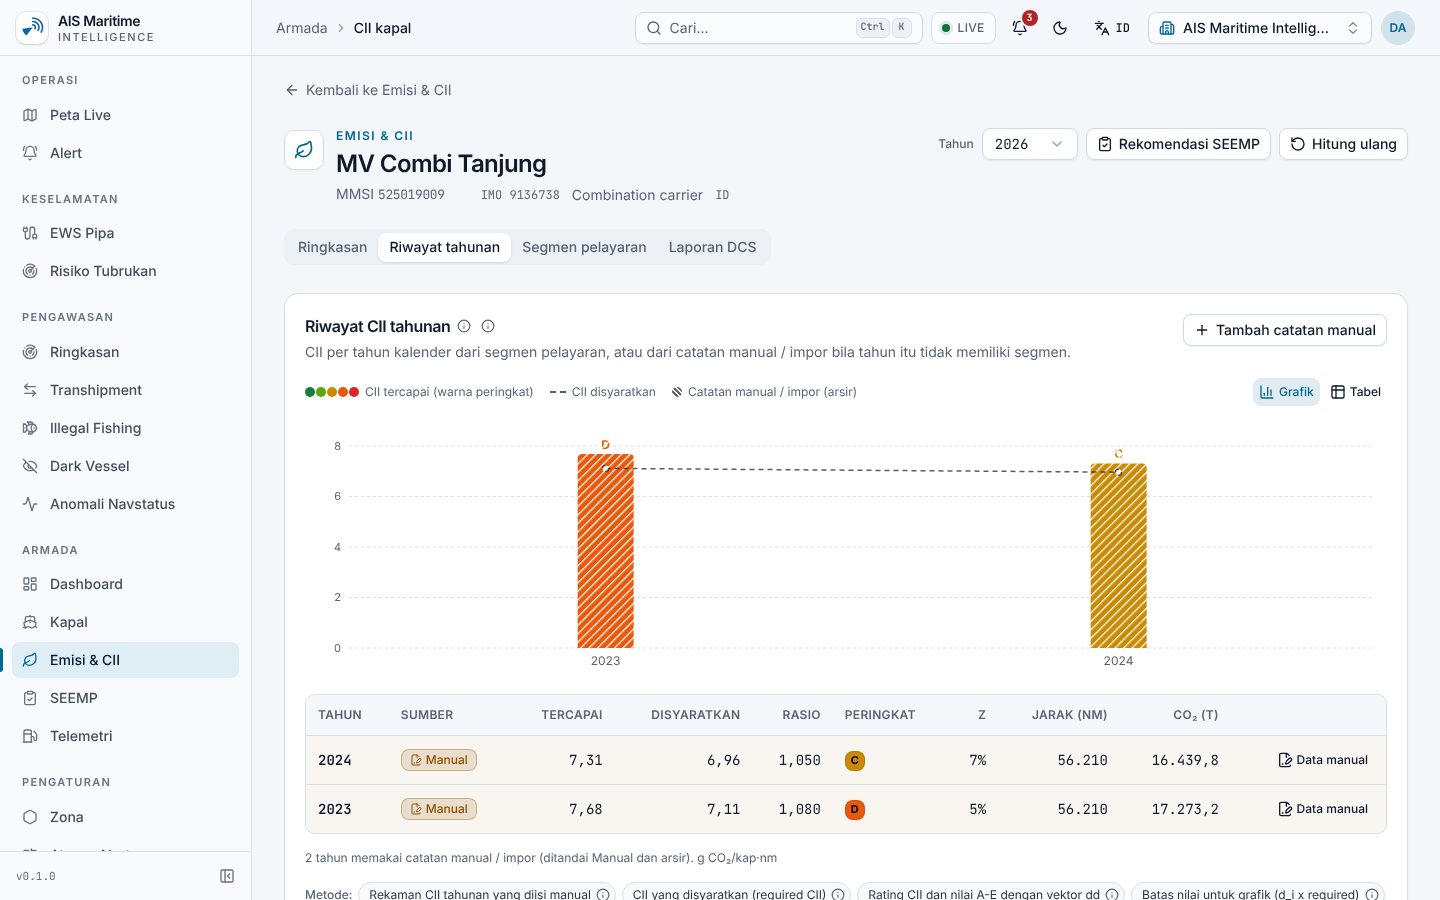 AIS Maritime
INTELLIGENCE
Armada > CII kapal
Cari...
Ctrl K
LIVE
3
ID
AIS Maritime Intellig...
DA
OPERASI
Peta Live
Alert
KESELAMATAN
EWS Pipa
Risiko Tubrukan
PENGAWASAN
Ringkasan
Transhipment
Illegal Fishing
Dark Vessel
Anomali Navstatus
ARMADA
Dashboard
Kapal
Emisi & CII
SEEMP
Telemetri
PENGATURAN
Zona
v0.1.0
Kembali ke Emisi & CII
EMISI & CII
MV Combi Tanjung
MMSI 525019009 IMO 9136738 Combination carrier ID
Tahun 2026
Rekomendasi SEEMP
Hitung ulang
Ringkasan
Riwayat tahunan
Segmen pelayaran
Laporan DCS
Riwayat CII tahunan
CII per tahun kalender dari segmen pelayaran, atau dari catatan manual / impor bila tahun itu tidak memiliki segmen.
Tambah catatan manual
CII tercapai (warna peringkat) CII disyaratkan Catatan manual / impor (arsir)
Grafik
Tabel
8
6
4
2
0
D
C
2023
2024
TAHUN SUMBER TERCAPAI DISYARATKAN RASIO PERINGKAT Z JARAK (NM) CO₂ (T)
2024 Manual 7,31 6,96 1,050 C 7% 56.210 16.439,8 Data manual
2023 Manual 7,68 7,11 1,080 D 5% 56.210 17.273,2 Data manual
2 tahun memakai catatan manual / impor (ditandai Manual dan arsir). g CO₂/kap·nm
Metode: Rekaman CII tahunan yang diisi manual CII yang disyaratkan (required CII) Rating CII dan nilai A-E dengan vektor dd Batas nilai untuk grafik (d_i x required)